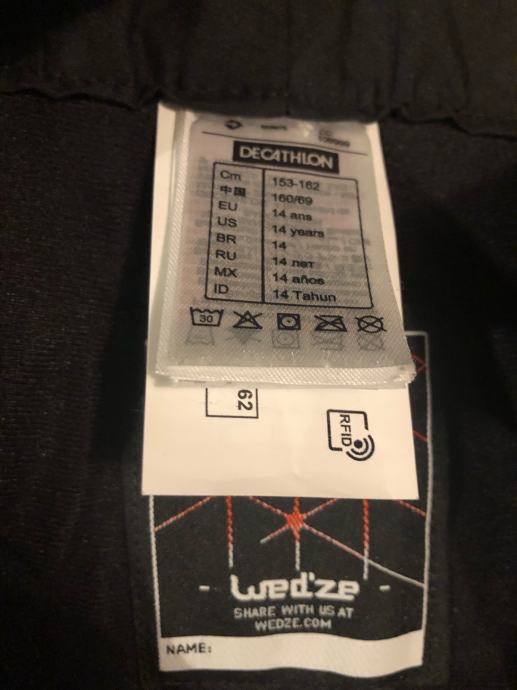 DECATHLON
Cm 153-162
中国 160/69
EU 14 ans
US 14 years
BR 14
RU 14 лет
MX 14 años
ID 14 Tahun
30
62
RFID
- Wed'ze -
SHARE WITH US AT
WEDZE.COM
NAME: